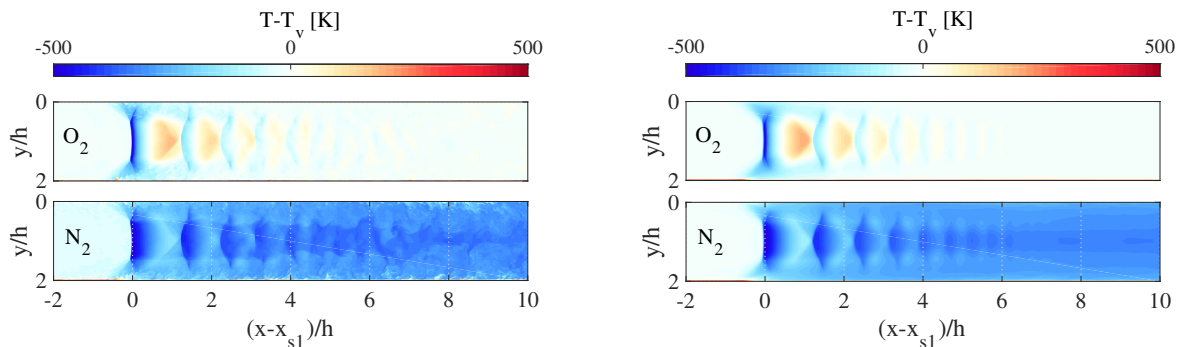 T-T_v [K]
-500 0 500
0
y/h
O_2
2
0
y/h
N_2
2
-2 0 2 4 6 8 10
(x-x_s1)/h
T-T_v [K]
-500 0 500
0
y/h
O_2
2
0
y/h
N_2
2
-2 0 2 4 6 8 10
(x-x_s1)/h